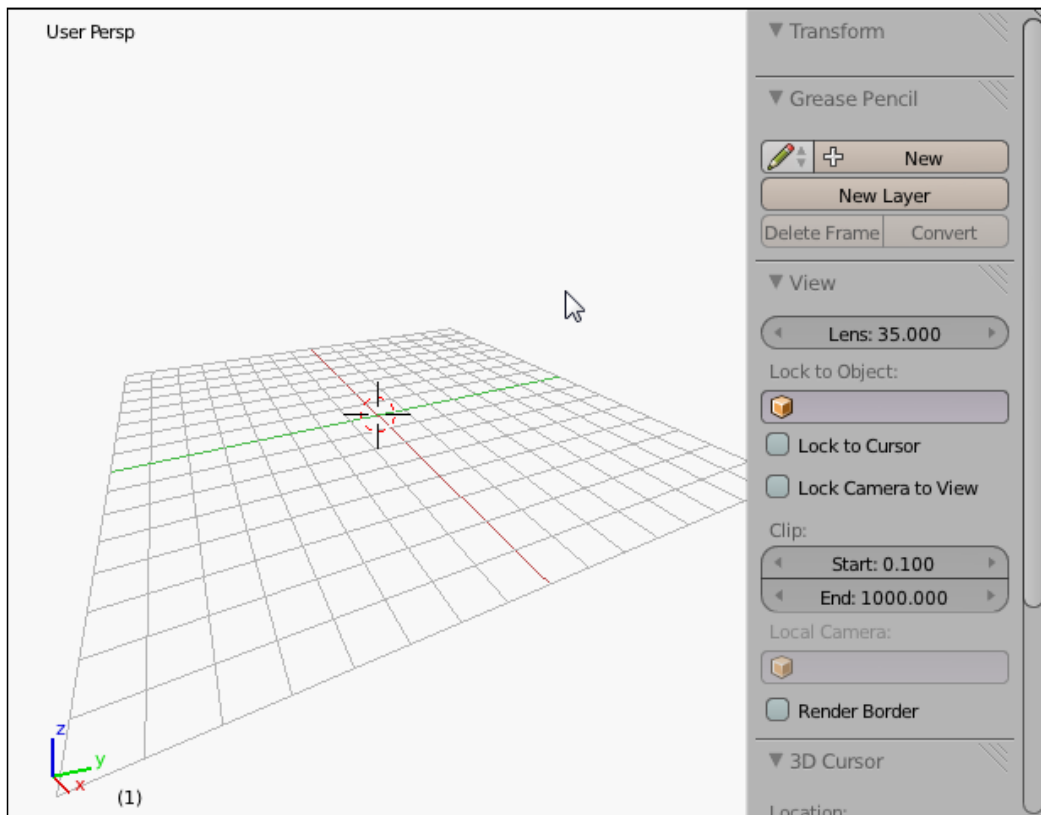 User Persp
Transform
Grease Pencil
New
New Layer
Delete Frame Convert
View
Lens: 35.000
Lock to Object:
Lock to Cursor
Lock Camera to View
Clip:
Start: 0.100
End: 1000.000
Local Camera:
Render Border
3D Cursor
Location:
z
y
x
(1)